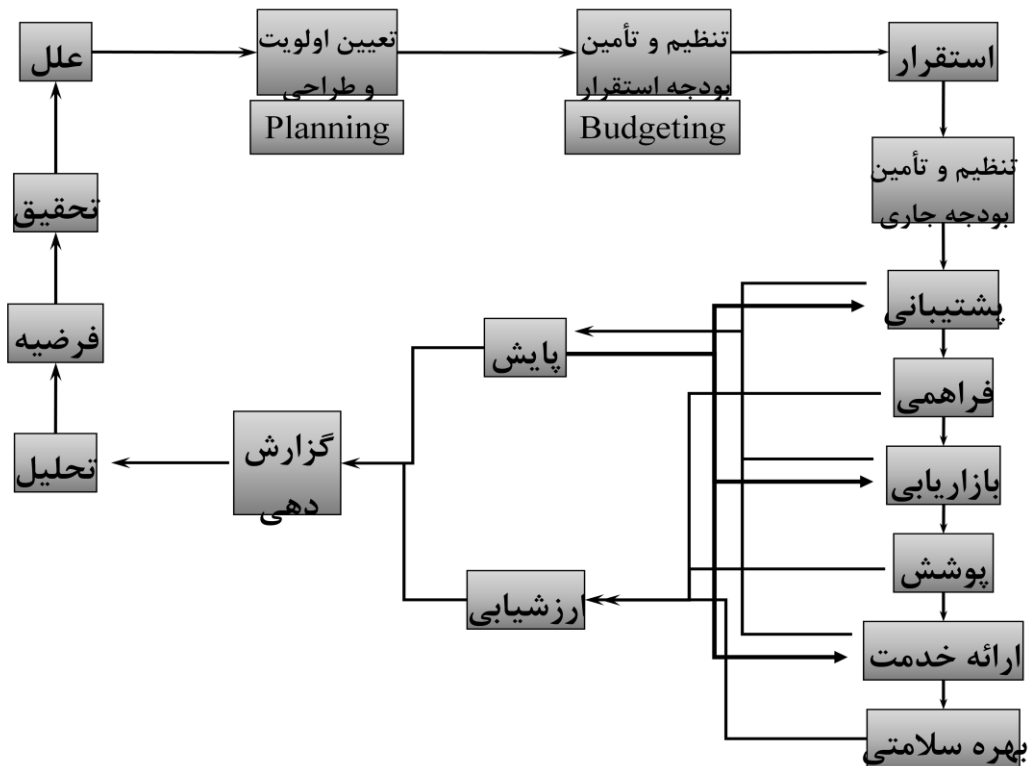 علل
تعیین اولویت
و طراحی
Planning
تنظیم و تأمین
بودجه استقرار
Budgeting
استقرار
تنظیم و تأمین
بودجه جاری
پشتیبانی
فراهمی
بازاریابی
پوشش
ارائه خدمت
بهره سلامتی
پایش
ارزشیابی
گزارش
دهی
تحلیل
فرضیه
تحقیق